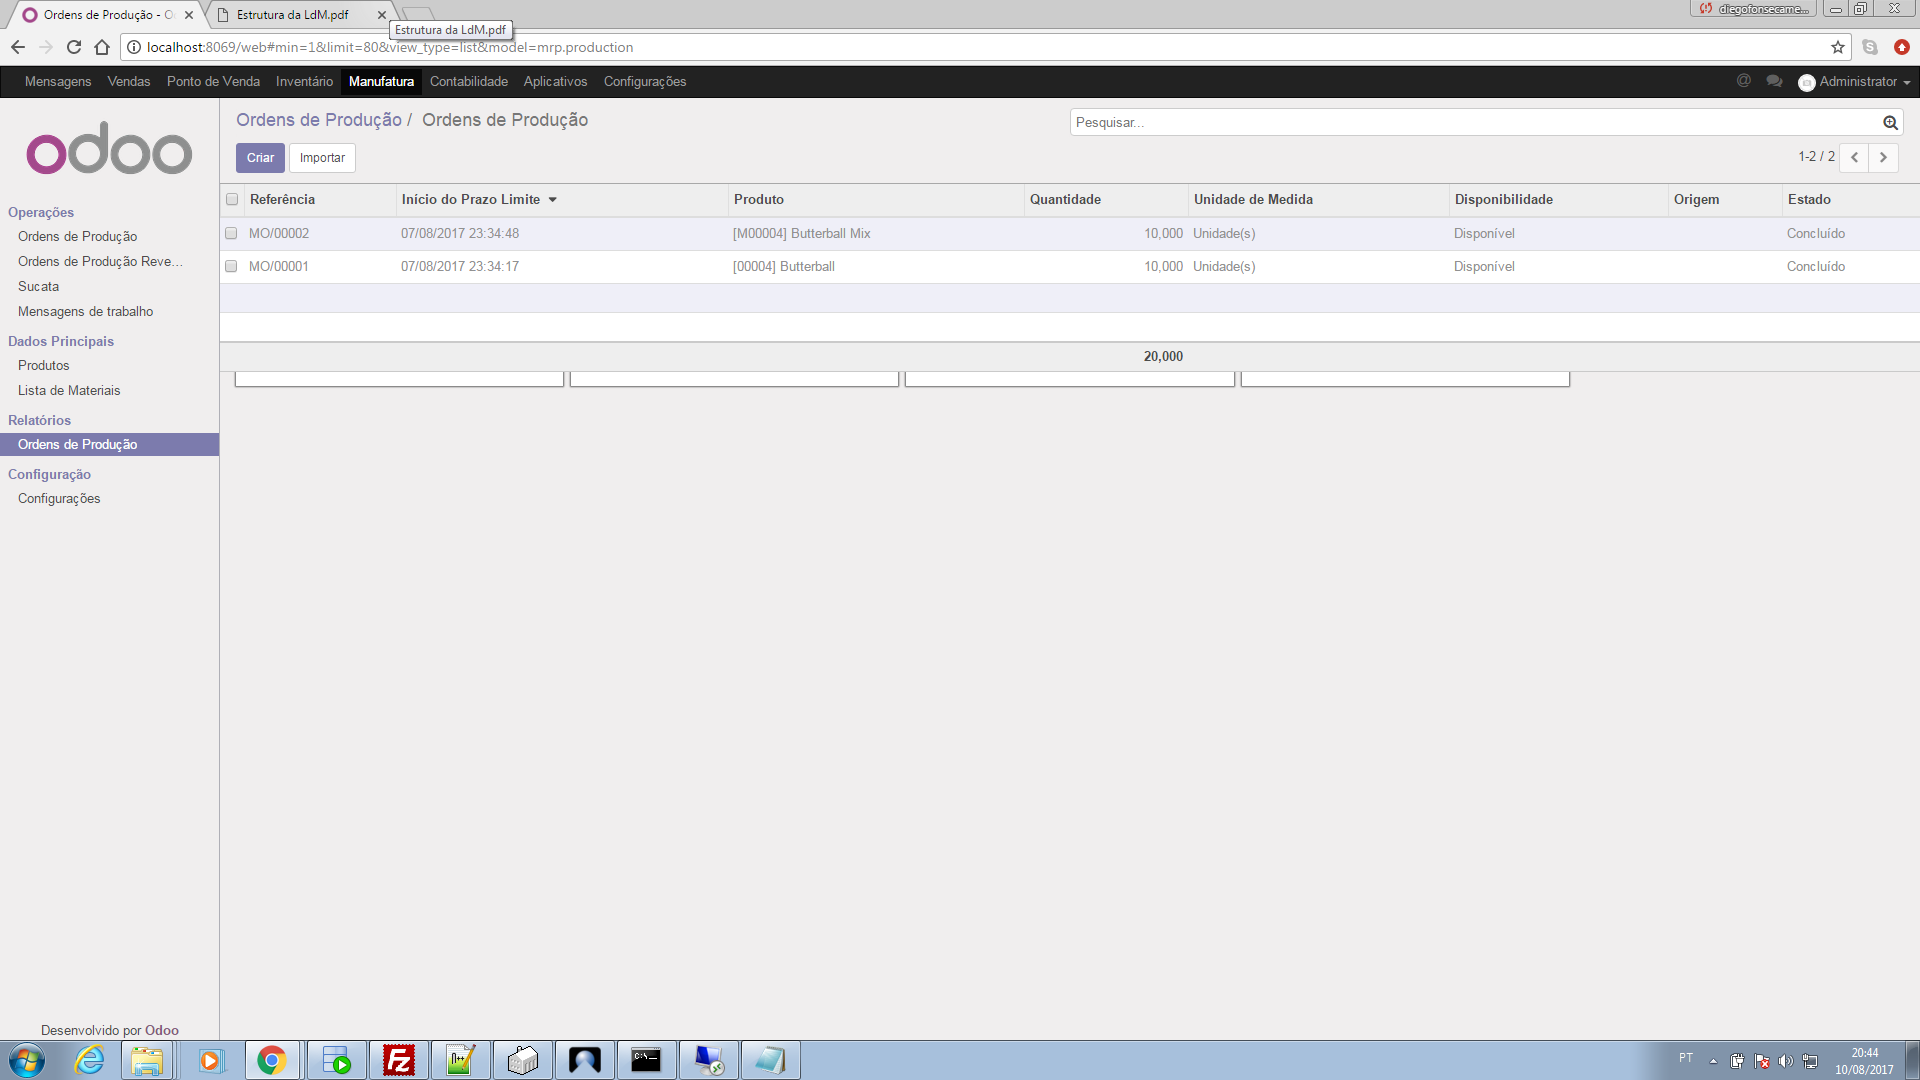 Ordens de Produção - O
Estrutura da LdM.pdf
diegofonsecame...
Estrutura da LdM.pdf
localhost:8069/web#min=1&limit=80&view_type=list&model=mrp.production
Mensagens Vendas Ponto de Venda Inventário Manufatura Contabilidade Aplicativos Configurações
@ Administrator
odoo
Ordens de Produção / Ordens de Produção
Pesquisar...
Criar Importar
1-2 / 2
Operações
Ordens de Produção
Ordens de Produção Reve...
Sucata
Mensagens de trabalho
Dados Principais
Produtos
Lista de Materiais
Relatórios
Ordens de Produção
Configuração
Configurações
Referência Início do Prazo Limite Produto Quantidade Unidade de Medida Disponibilidade Origem Estado
MO/00002 07/08/2017 23:34:48 [M00004] Butterball Mix 10,000 Unidade(s) Disponível Concluído
MO/00001 07/08/2017 23:34:17 [00004] Butterball 10,000 Unidade(s) Disponível Concluído
20,000
Desenvolvido por Odoo
PT
20:44
10/08/2017